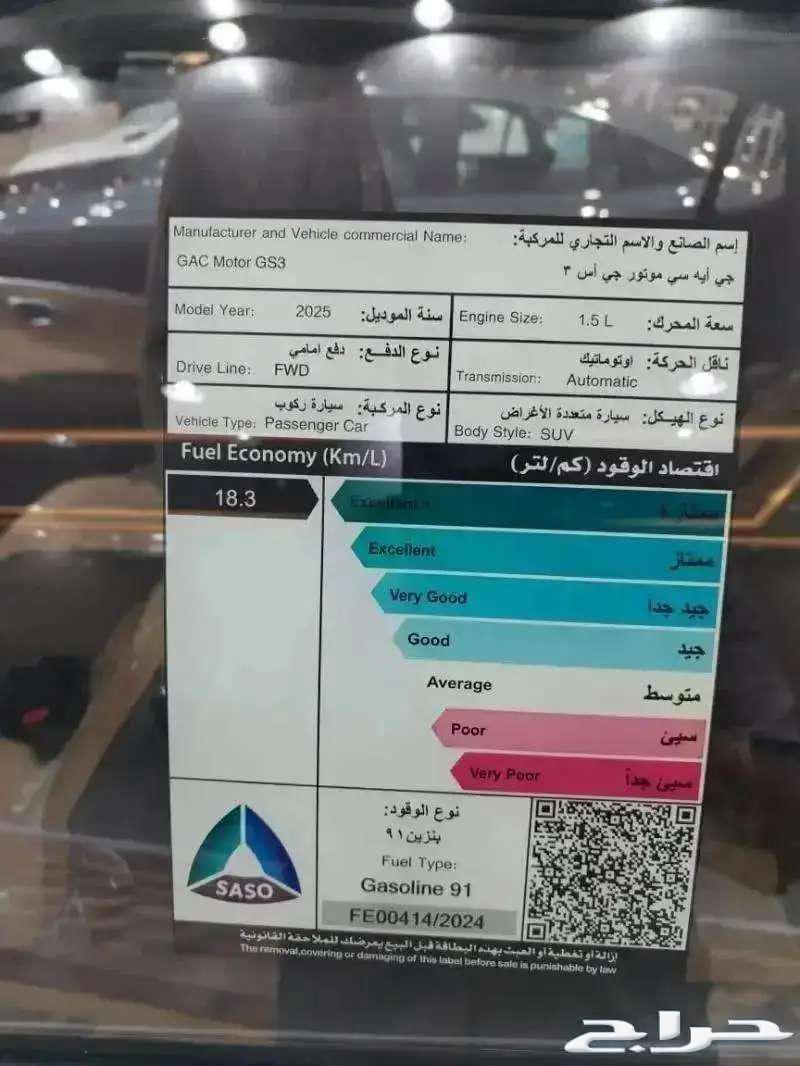 Manufacturer and Vehicle commercial Name: إسم الصانع والاسم التجاري للمركبة:
GAC Motor GS3 جي أيه سي موتور جي أس ٣
Model Year: 2025 سنة الموديل:
Engine Size: 1.5 L سعة المحرك:
نوع الدفـع: دفع امامي
Drive Line: FWD
ناقل الحركة: اوتوماتيك
Transmission: Automatic
نوع المركبة: سيارة ركوب
Vehicle Type: Passenger Car
نوع الهيكل: سيارة متعددة الأغراض
Body Style: SUV
Fuel Economy (Km/L) اقتصاد الوقود (كم/لتر)
18.3
Excellent + ممتاز +
Excellent ممتاز
Very Good جيد جداً
Good جيد
Average متوسط
Poor سيئ
Very Poor سيئ جداً
SASO
نوع الوقود:
بنزين ٩١
Fuel Type:
Gasoline 91
FE00414/2024
إزالة أو تغطية أو العبث بهذه البطاقة قبل البيع يعرضك للملاحقة القانونية
The removal,covering or damaging of this label before sale is punishable by law
حراج